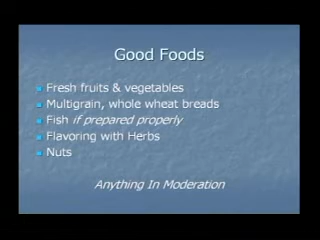 Good Foods
Fresh fruits & vegetables
Multigrain, whole wheat breads
Fish if prepared properly
Flavoring with Herbs
Nuts
Anything In Moderation